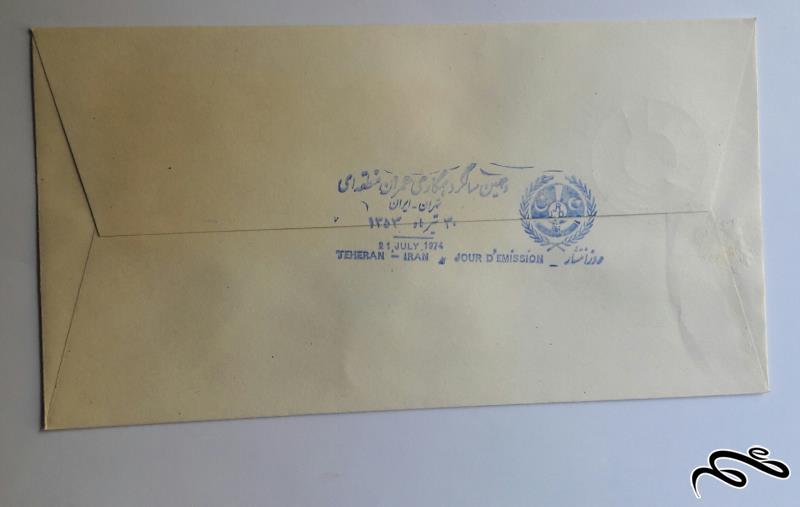 دهمین سالگرد همکاری عمران منطقه‌ای
تهران - ایران
۳۰ تیرماه ۱۳۵۳
21 JULY 1974
TEHERAN - IRAN JOUR D'EMISSION - روز انتشار